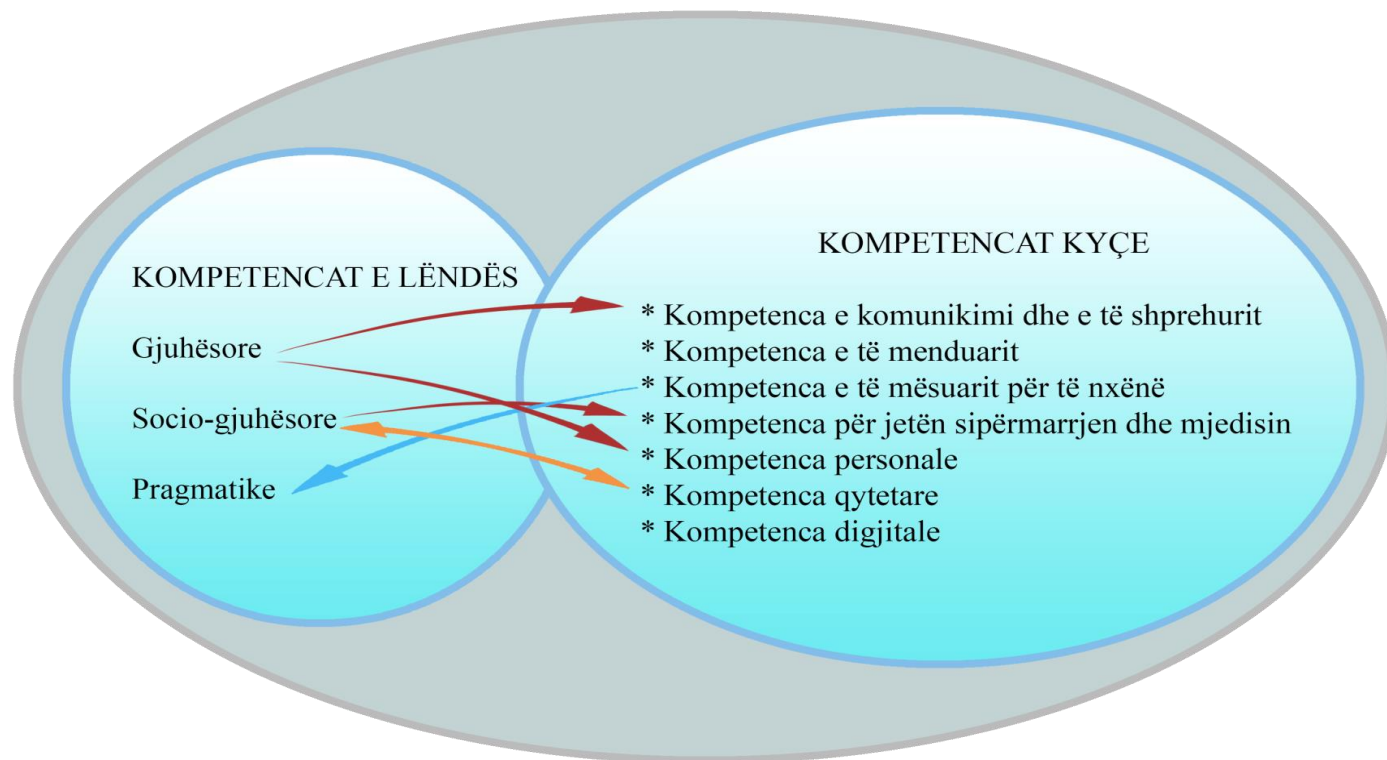 KOMPETENCAT E LËNDËS
Gjuhësore
Socio-gjuhësore
Pragmatike
KOMPETENCAT KYÇE
* Kompetenca e komunikimi dhe e të shprehurit
* Kompetenca e të menduarit
* Kompetenca e të mësuarit për të nxënë
* Kompetenca për jetën sipërmarrjen dhe mjedisin
* Kompetenca personale
* Kompetenca qytetare
* Kompetenca digjitale